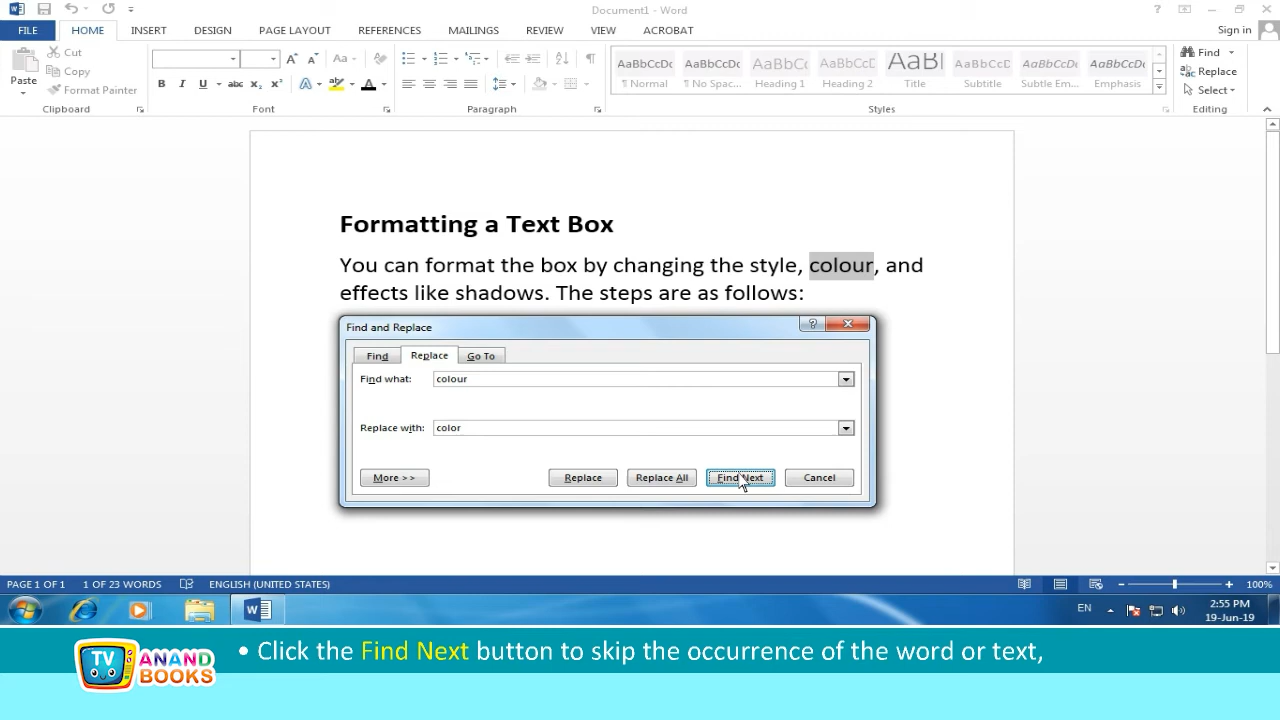 Document1 - Word
FILE HOME INSERT DESIGN PAGE LAYOUT REFERENCES MAILINGS REVIEW VIEW ACROBAT Sign in
Paste
Cut
Copy
Format Painter
Clipboard
Aa
B I U abc X₂ X² A A
Font
Paragraph
AaBbCcDc AaBbCcDc AaBbCc AaBbCcD AaBl AaBbCcD AaBbCcDc AaBbCcDc
¶ Normal ¶ No Spac... Heading 1 Heading 2 Title Subtitle Subtle Em... Emphasis
Styles
Find
Replace
Select
Editing
Formatting a Text Box
You can format the box by changing the style, colour, and
effects like shadows. The steps are as follows:
Find and Replace
Find Replace Go To
Find what: colour
Replace with: color
More >> Replace Replace All Find Next Cancel
PAGE 1 OF 1 1 OF 23 WORDS ENGLISH (UNITED STATES) 100%
EN
2:55 PM
19-Jun-19
TV ANAND BOOKS
• Click the Find Next button to skip the occurrence of the word or text,